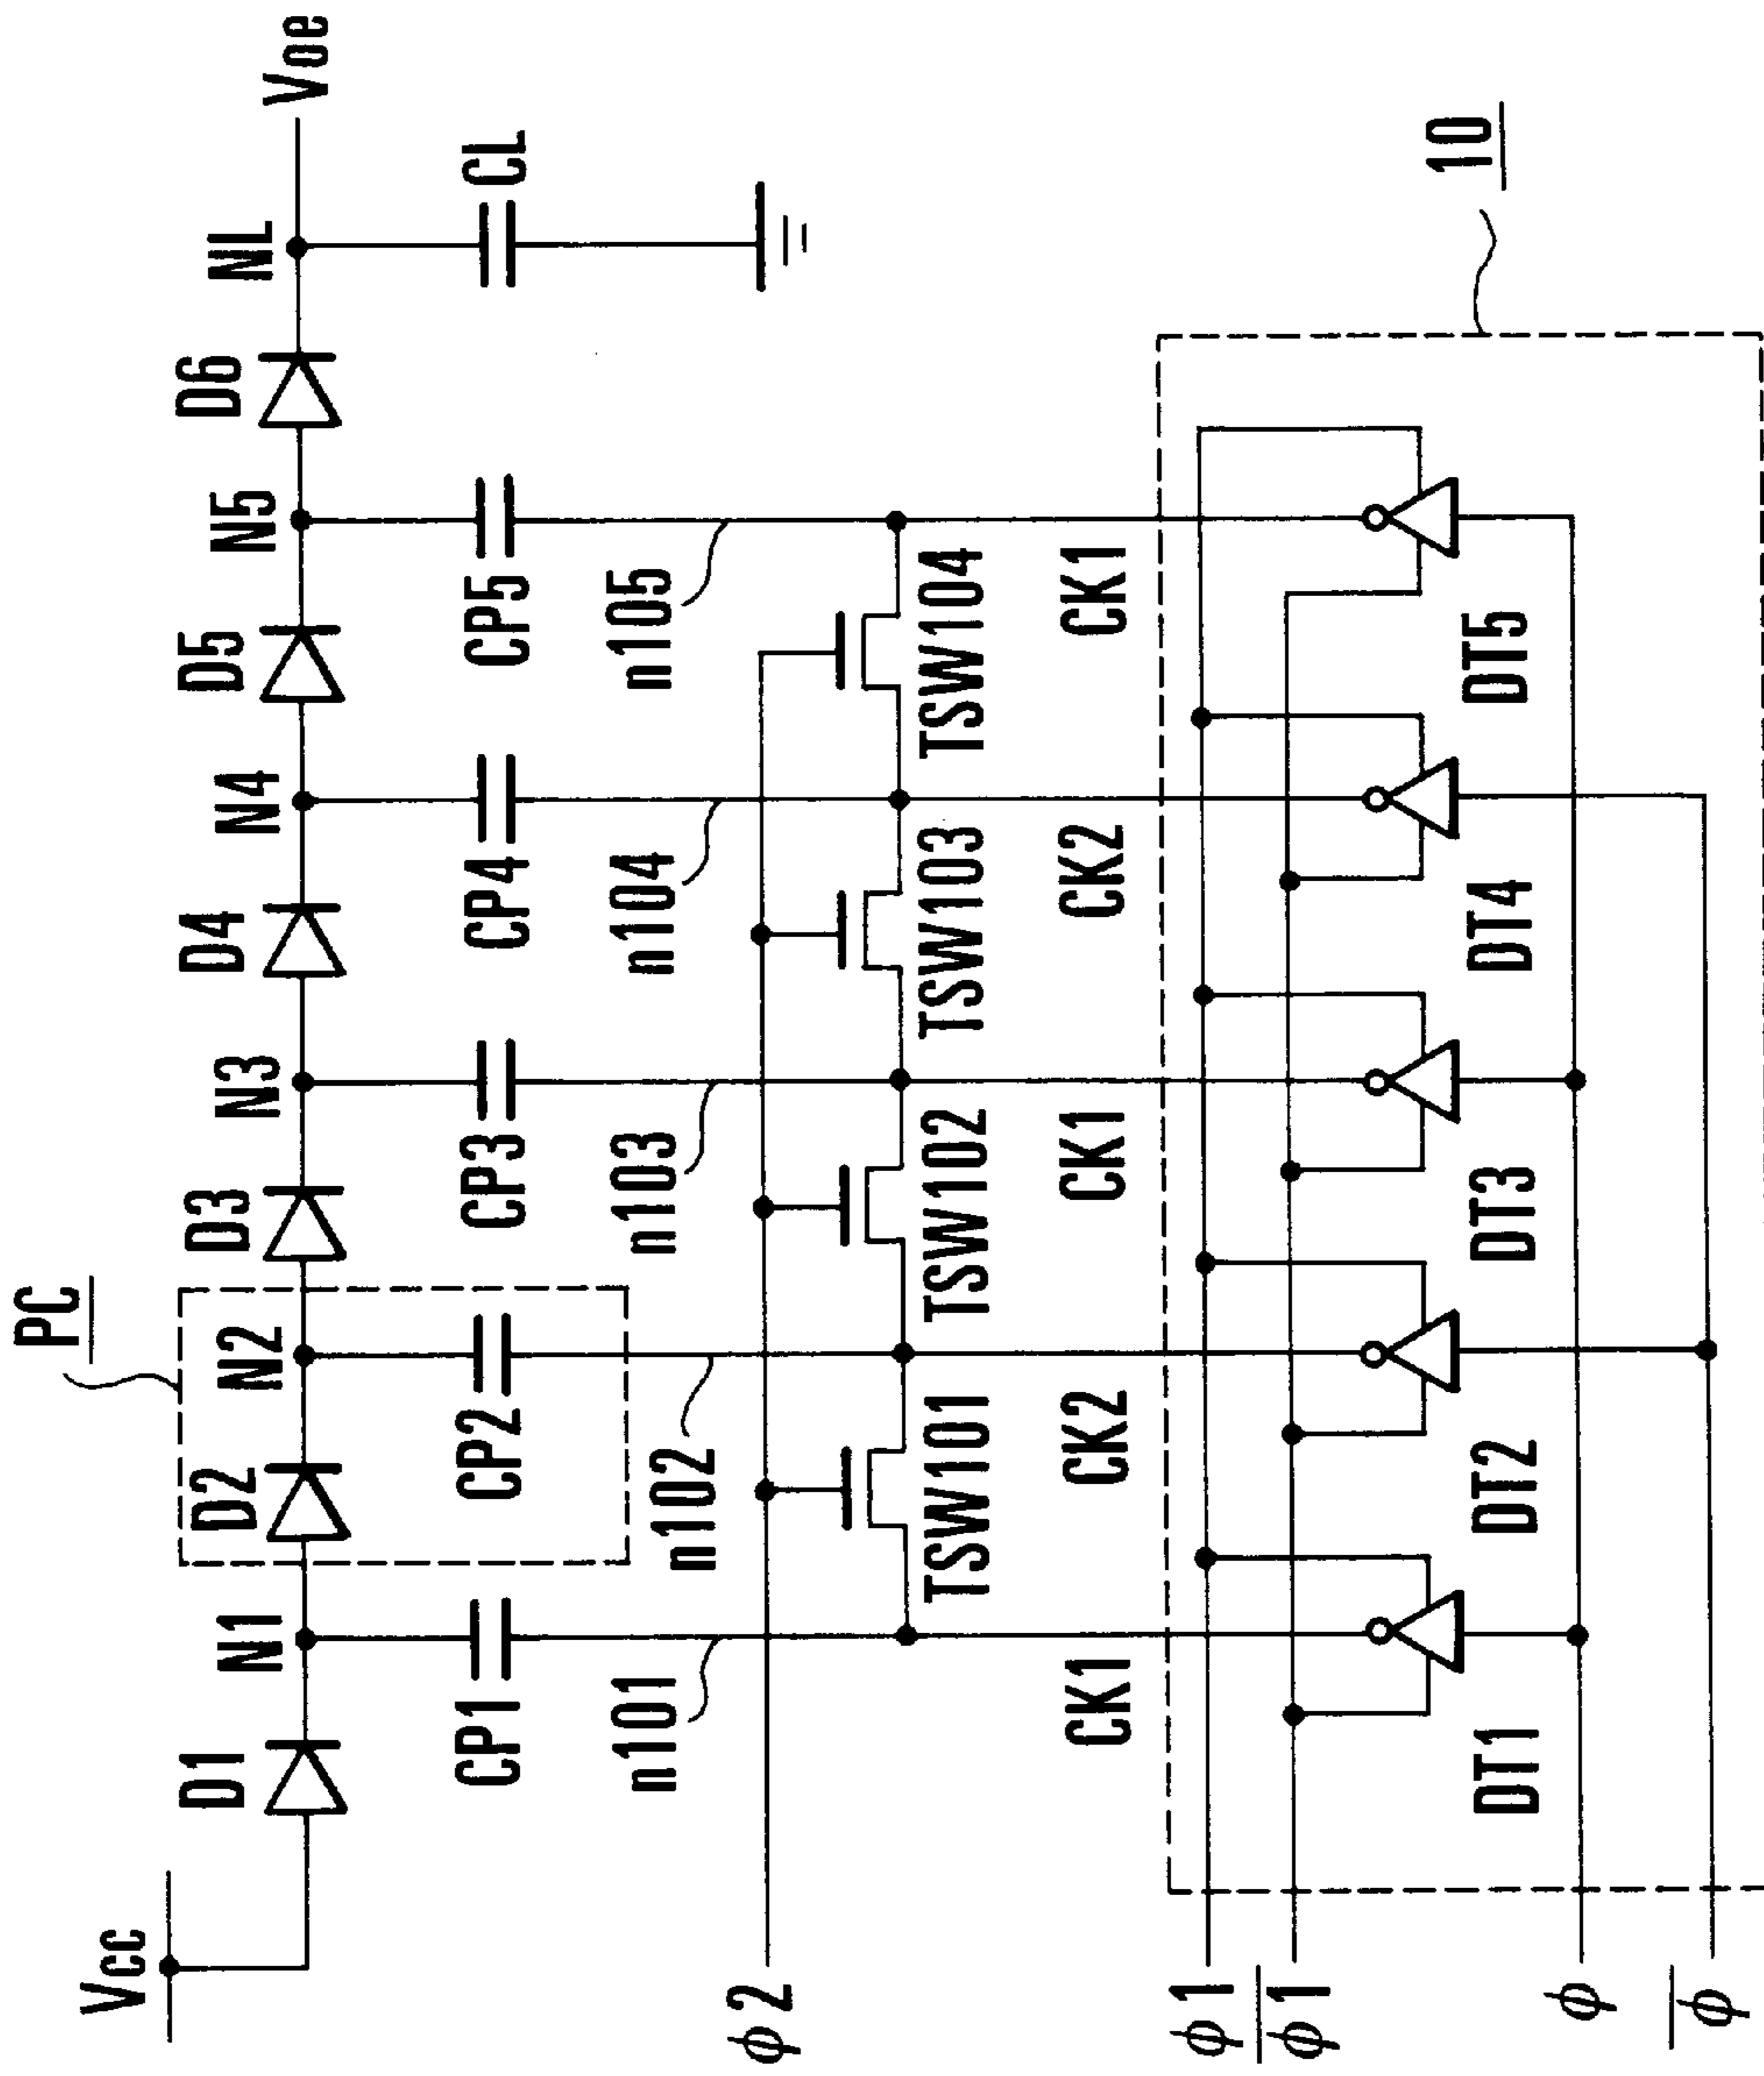 PC
VCC
D1
N1
D2
N2
D3
N3
D4
N4
D5
N5
D6
NL
Voe
CP1
CP2
CP3
CP4
CP5
CL
n101
n102
n103
n104
n105
ϕ2
TSW101
TSW102
TSW103
TSW104
CK1
CK2
CK1
CK2
CK1
10
ϕ1
ϕ̅1̅
DT1
DT2
DT3
DT4
DT5
ϕ
ϕ̅